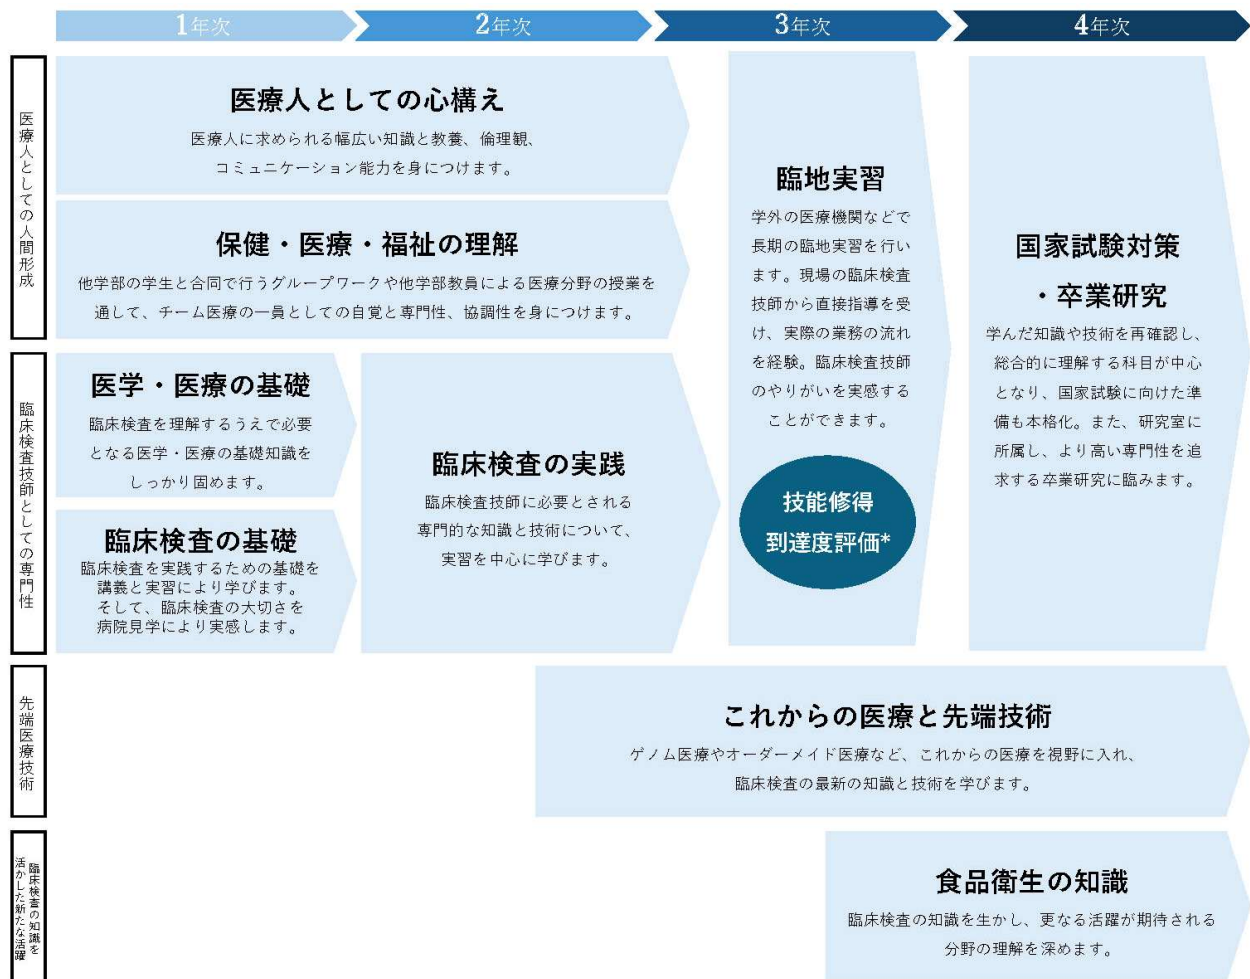 1年次
2年次
3年次
4年次
医療人としての人間形成
医療人としての心構え
医療人に求められる幅広い知識と教養、倫理観、
コミュニケーション能力を身につけます。
保健・医療・福祉の理解
他学部の学生と合同で行うグループワークや他学部教員による医療分野の授業を
通して、チーム医療の一員としての自覚と専門性、協調性を身につけます。
臨床検査技師としての専門性
医学・医療の基礎
臨床検査を理解するうえで必要
となる医学・医療の基礎知識を
しっかり固めます。
臨床検査の基礎
臨床検査を実践するための基礎を
講義と実習により学びます。
そして、臨床検査の大切さを
病院見学により実感します。
臨床検査の実践
臨床検査技師に必要とされる
専門的な知識と技術について、
実習を中心に学びます。
臨地実習
学外の医療機関などで
長期の臨地実習を行い
ます。現場の臨床検査
技師から直接指導を受
け、実際の業務の流れ
を経験。臨床検査技師
のやりがいを実感する
ことができます。
技能修得
到達度評価*
国家試験対策
・卒業研究
学んだ知識や技術を再確認し、
総合的に理解する科目が中心
となり、国家試験に向けた準
備も本格化。また、研究室に
所属し、より高い専門性を追
求する卒業研究に臨みます。
先端医療技術
これからの医療と先端技術
ゲノム医療やオーダーメイド医療など、これからの医療を視野に入れ、
臨床検査の最新の知識と技術を学びます。
臨床検査の知識を
活かした新たな活躍
食品衛生の知識
臨床検査の知識を生かし、更なる活躍が期待される
分野の理解を深めます。